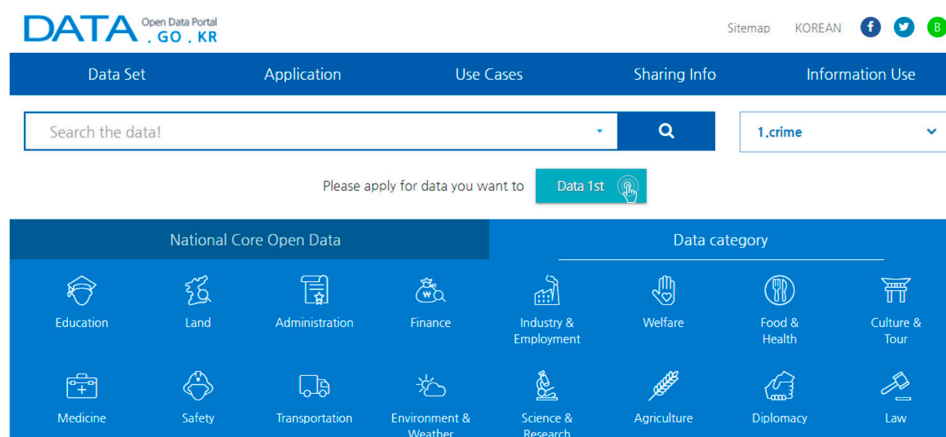 DATA Open Data Portal
.GO.KR
Sitemap KOREAN f B
Data Set Application Use Cases Sharing Info Information Use
Search the data! 1.crime
Please apply for data you want to Data 1st
National Core Open Data Data category
₩
Education Land Administration Finance Industry & Employment Welfare Food & Health Culture & Tour
Medicine Safety Transportation Environment & Weather Science & Research Agriculture Diplomacy Law